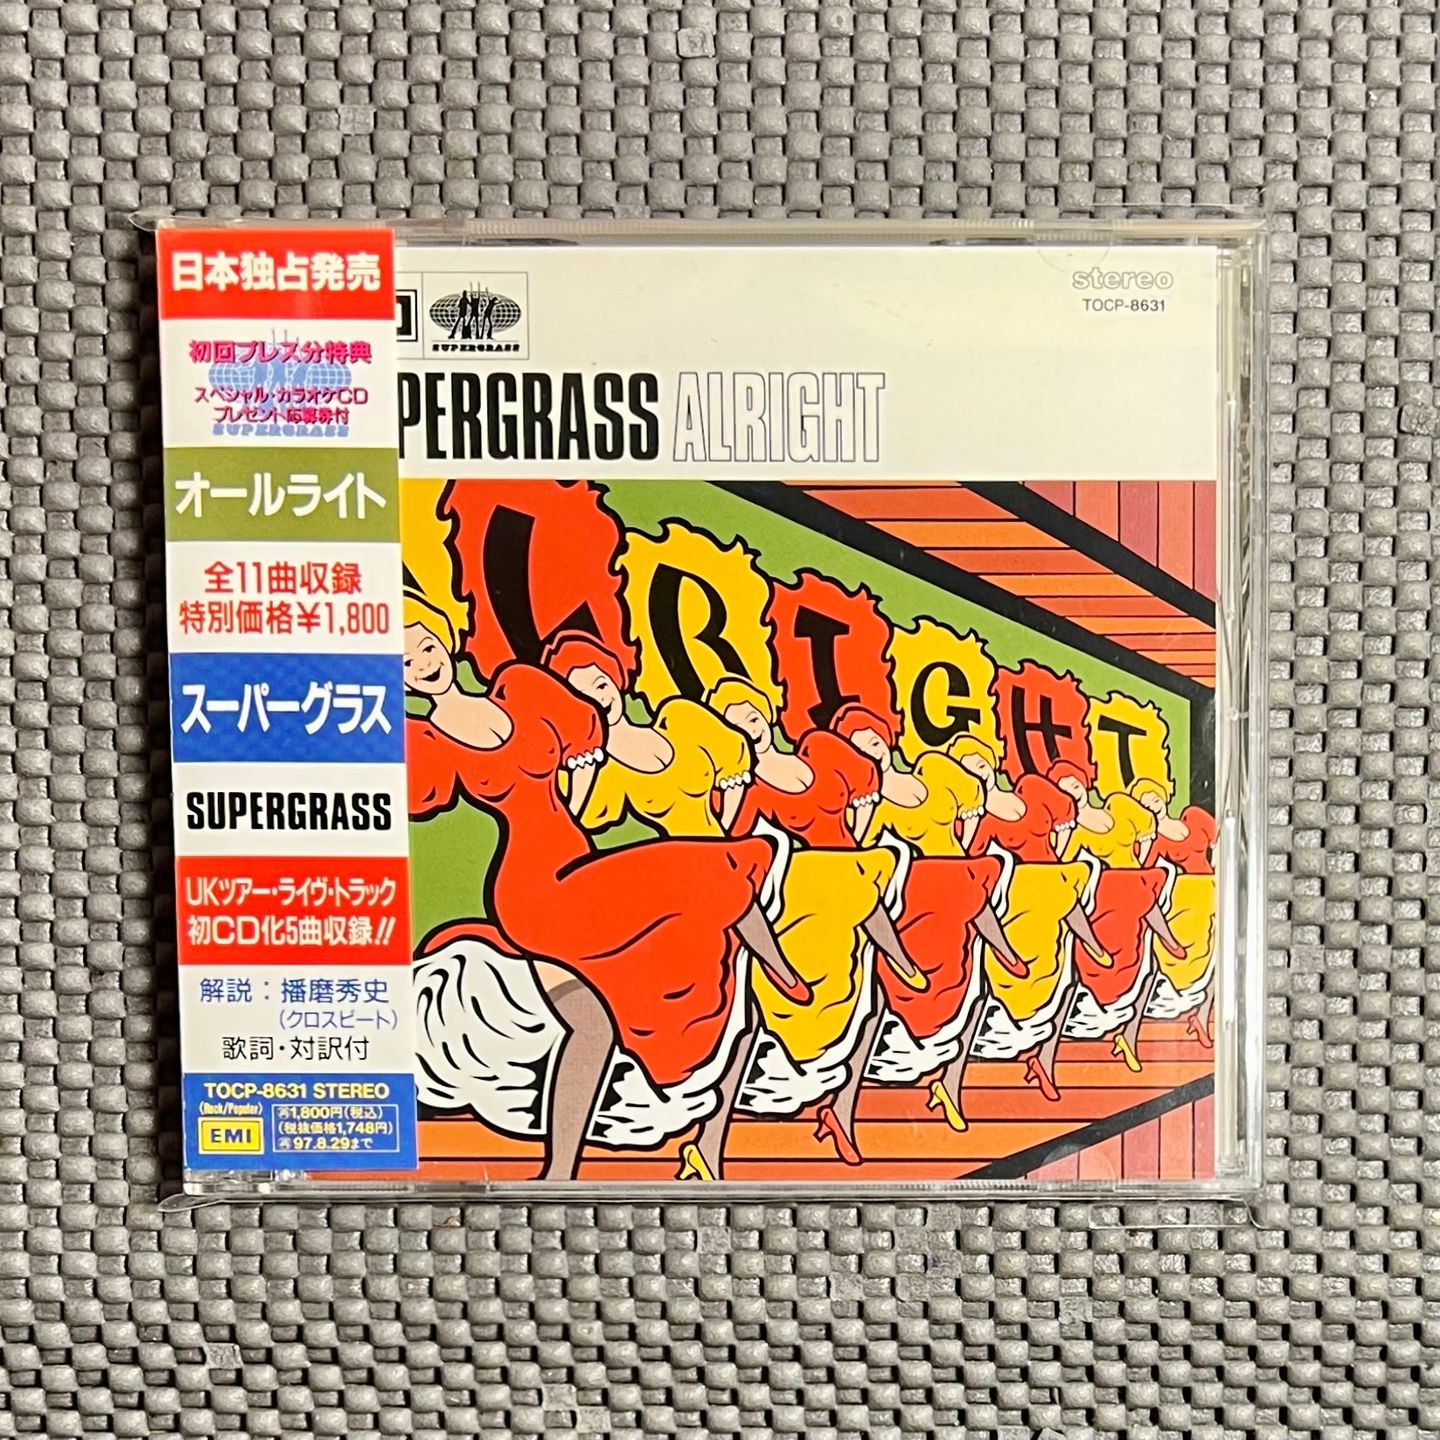 日本独占発売
初回プレス分特典
スペシャル・カラオケCD
プレゼント応募券付
SUPERGRASS
オールライト
全11曲収録
特別価格¥1,800
スーパーグラス
SUPERGRASS
UKツアー・ライヴ・トラック
初CD化5曲収録!!
解説：播磨秀史
(クロスビート)
歌詞・対訳付
TOCP-8631 STEREO
(Rock/Popular)
EMI
再1,800円(税込)
(税抜価格1,748円)
再97.8.29まで
SUPERGRASS
stereo
TOCP-8631
PERGRASS ALRIGHT
LRIGHT